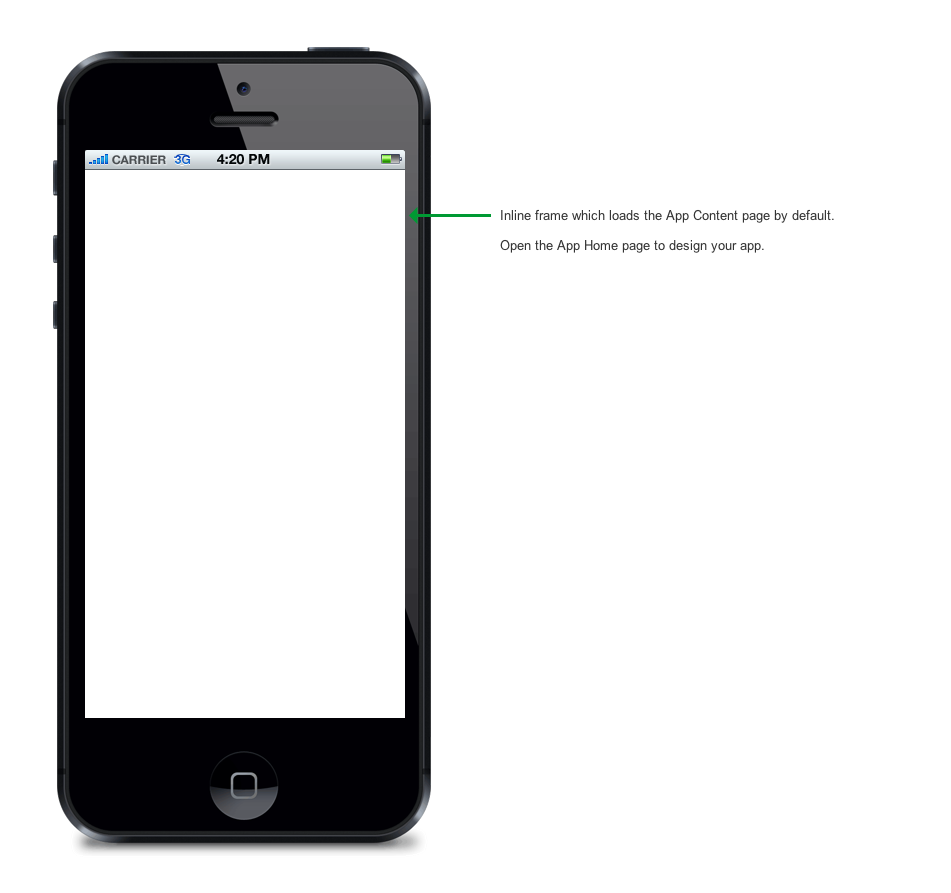 CARRIER 3G 4:20 PM
Inline frame which loads the App Content page by default.
Open the App Home page to design your app.